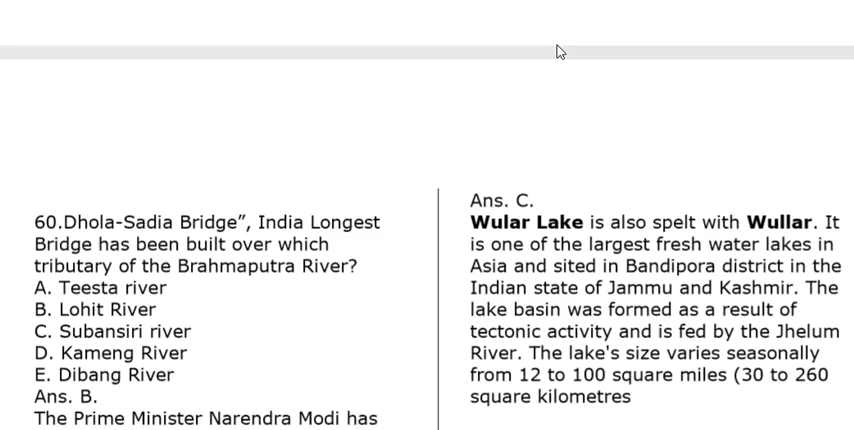 60.Dhola-Sadia Bridge”, India Longest
Bridge has been built over which
tributary of the Brahmaputra River?
A. Teesta river
B. Lohit River
C. Subansiri river
D. Kameng River
E. Dibang River
Ans. B.
The Prime Minister Narendra Modi has
Ans. C.
Wular Lake is also spelt with Wullar. It
is one of the largest fresh water lakes in
Asia and sited in Bandipora district in the
Indian state of Jammu and Kashmir. The
lake basin was formed as a result of
tectonic activity and is fed by the Jhelum
River. The lake's size varies seasonally
from 12 to 100 square miles (30 to 260
square kilometres